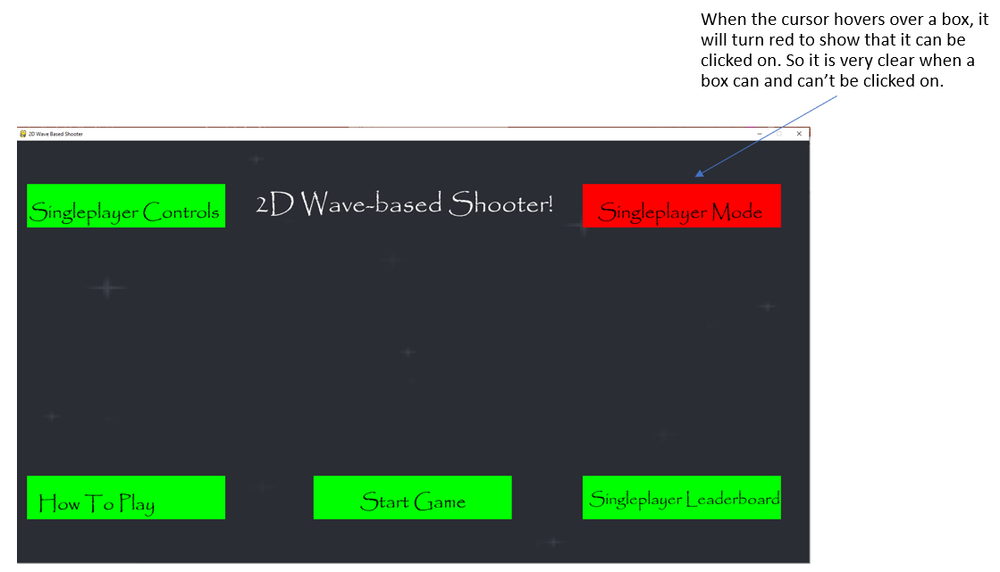 When the cursor hovers over a box, it
will turn red to show that it can be
clicked on. So it is very clear when a
box can and can’t be clicked on.
2D Wave Based Shooter
Singleplayer Controls
2D Wave-based Shooter!
Singleplayer Mode
How To Play
Start Game
Singleplayer Leaderboard